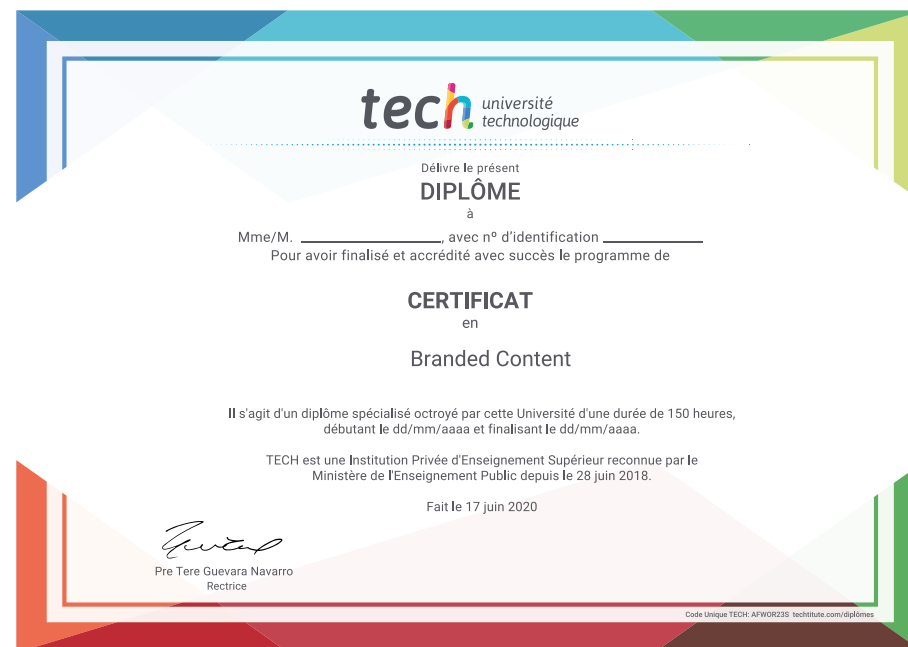 tech université
technologique
Délivre le présent
DIPLÔME
à
Mme/M. ____________________, avec nº d'identification ______________
Pour avoir finalisé et accrédité avec succès le programme de
CERTIFICAT
en
Branded Content
Il s'agit d'un diplôme spécialisé octroyé par cette Université d'une durée de 150 heures,
débutant le dd/mm/aaaa et finalisant le dd/mm/aaaa.
TECH est une Institution Privée d'Enseignement Supérieur reconnue par le
Ministère de l'Enseignement Public depuis le 28 juin 2018.
Fait le 17 juin 2020
Pre Tere Guevara Navarro
Rectrice
Code Unique TECH: AFWOR23S techtitute.com/diplômes